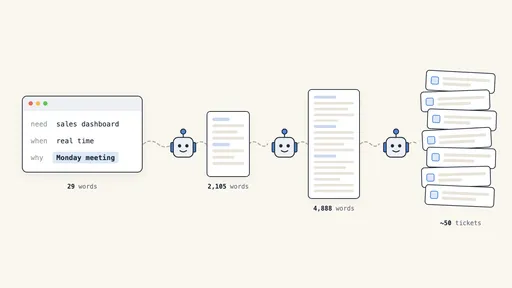 need sales dashboard
when real time
why Monday meeting
29 words
2,105 words
4,888 words
~50 tickets